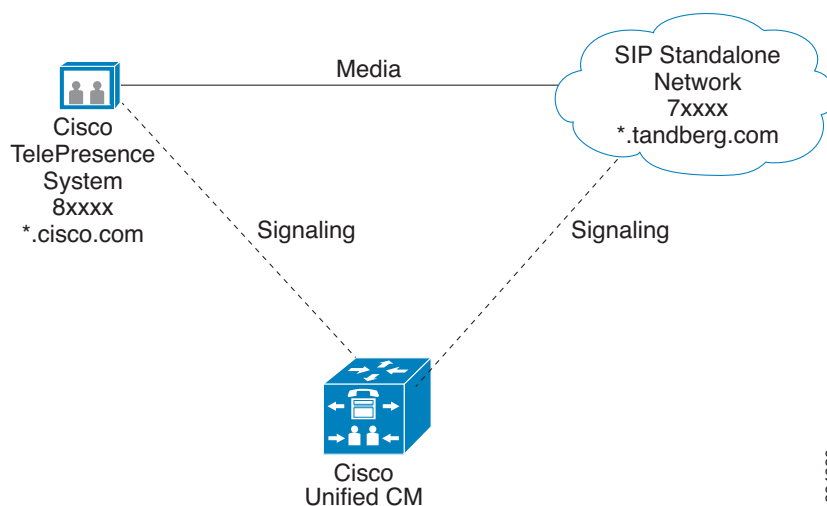 Media
SIP Standalone
Network
7xxxx
*.tandberg.com
Cisco
TelePresence
System
8xxxx
*.cisco.com
Signaling
Signaling
Cisco
Unified CM